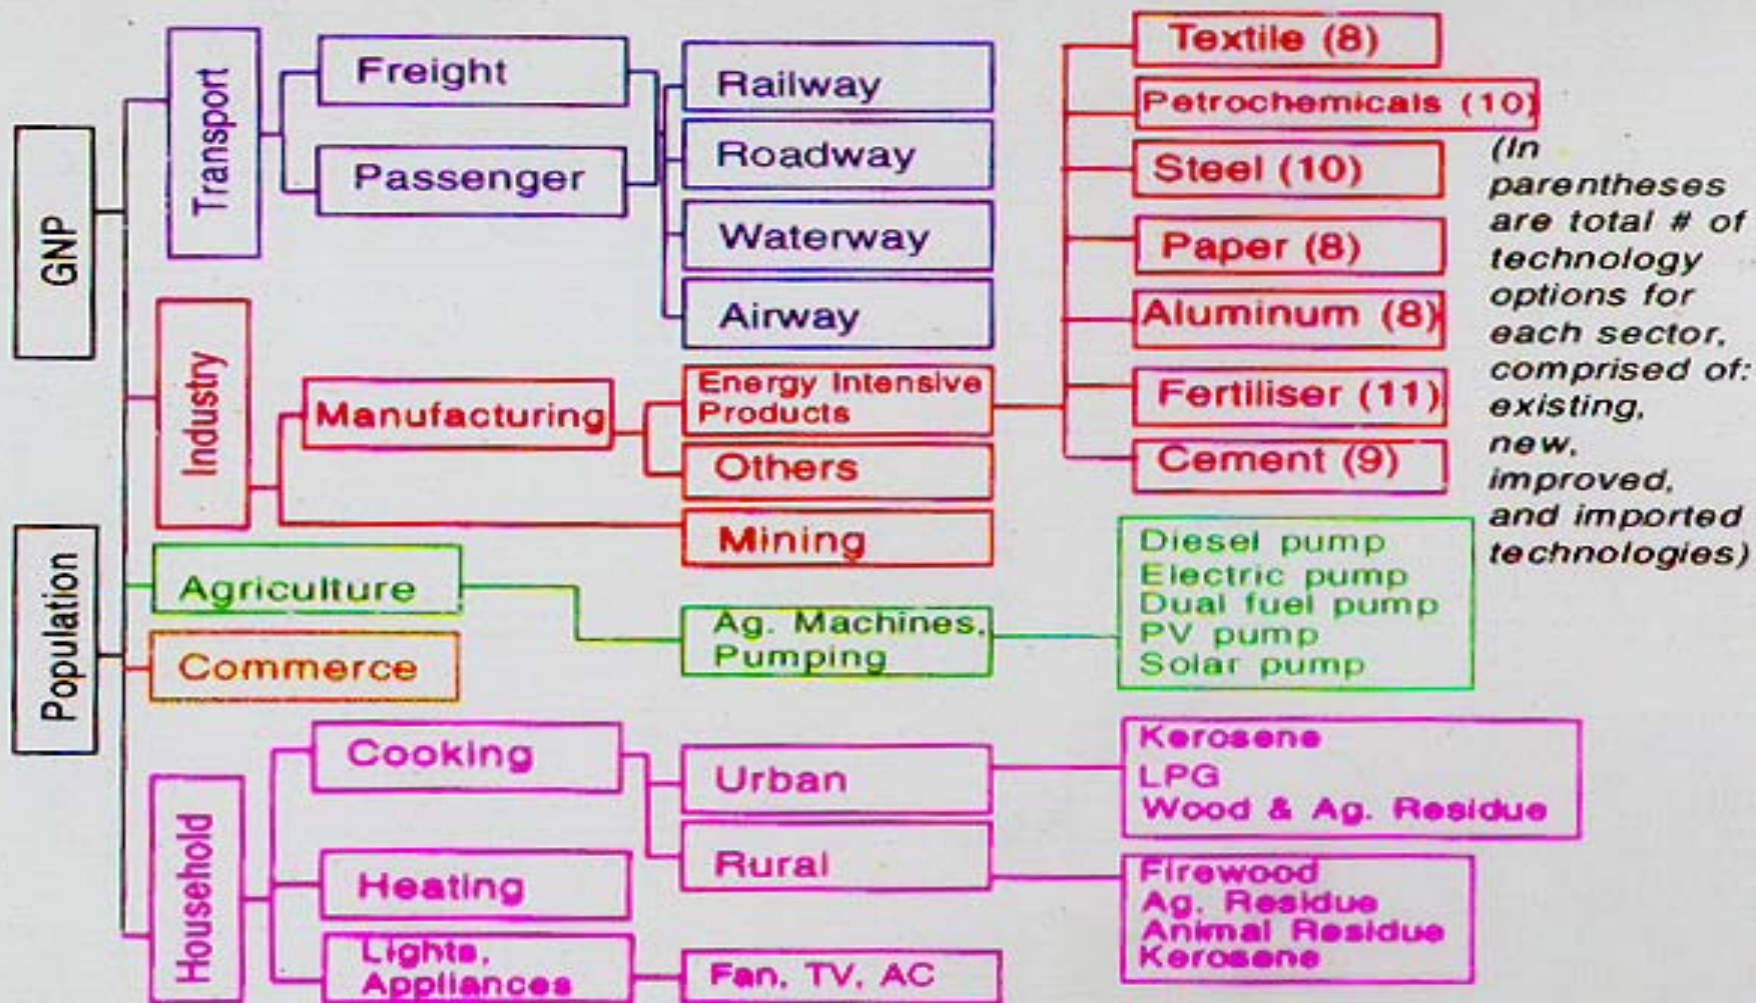 GNP
Population
Transport
Freight
Passenger
Railway
Roadway
Waterway
Airway
Industry
Manufacturing
Energy Intensive
Products
Others
Mining
Textile (8)
Petrochemicals (10)
Steel (10)
Paper (8)
Aluminum (8)
Fertiliser (11)
Cement (9)
(In
parentheses
are total # of
technology
options for
each sector,
comprised of:
existing,
new,
improved,
and imported
technologies)
Agriculture
Ag. Machines,
Pumping
Diesel pump
Electric pump
Dual fuel pump
PV pump
Solar pump
Commerce
Household
Cooking
Urban
Rural
Kerosene
LPG
Wood & Ag. Residue
Firewood
Ag. Residue
Animal Residue
Kerosene
Heating
Lights,
Appliances
Fan, TV, AC